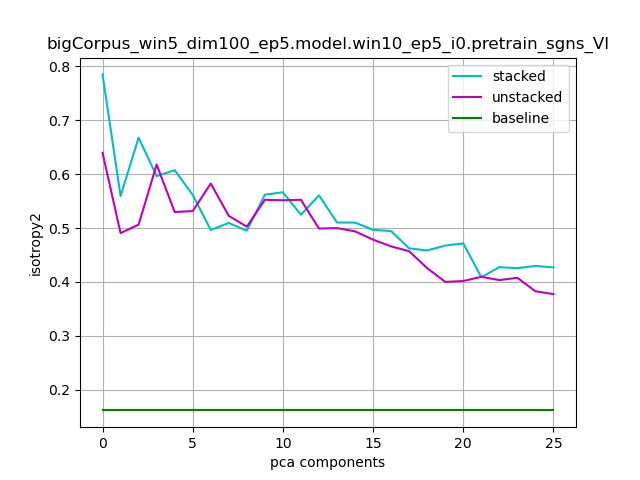 bigCorpus_win5_dim100_ep5.model.win10_ep5_i0.pretrain_sgns_VI
stacked
unstacked
baseline
0.8
0.7
0.6
0.5
0.4
0.3
0.2
isotropy2
0 5 10 15 20 25
pca components